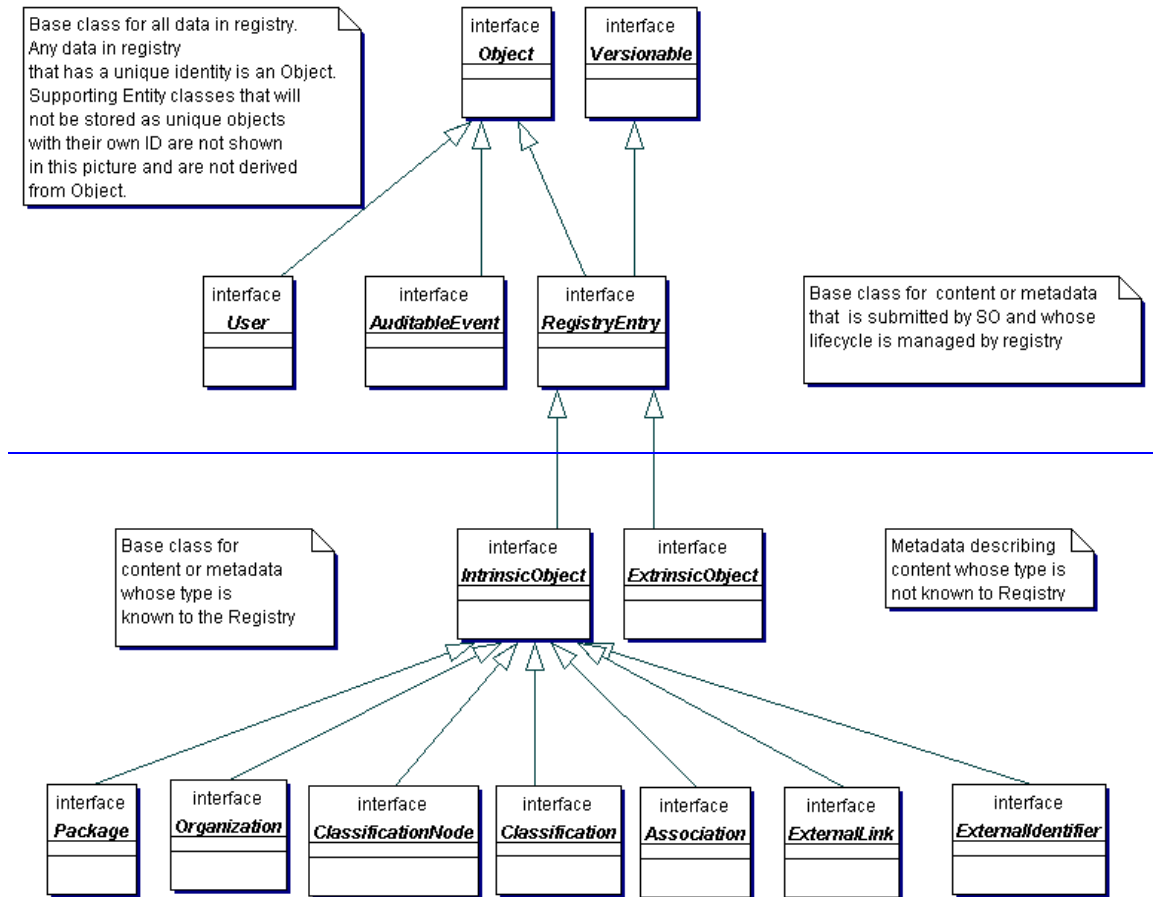 Base class for all data in registry.
Any data in registry
that has a unique identity is an Object.
Supporting Entity classes that will
not be stored as unique objects
with their own ID are not shown
in this picture and are not derived
from Object.
interface
Object
interface
Versionable
interface
User
interface
AuditableEvent
interface
RegistryEntry
Base class for content or metadata
that is submitted by SO and whose
lifecycle is managed by registry
Base class for
content or metadata
whose type is
known to the Registry
interface
IntrinsicObject
interface
ExtrinsicObject
Metadata describing
content whose type is
not known to Registry
interface
Package
interface
Organization
interface
ClassificationNode
interface
Classification
interface
Association
interface
ExternalLink
interface
ExternalIdentifier